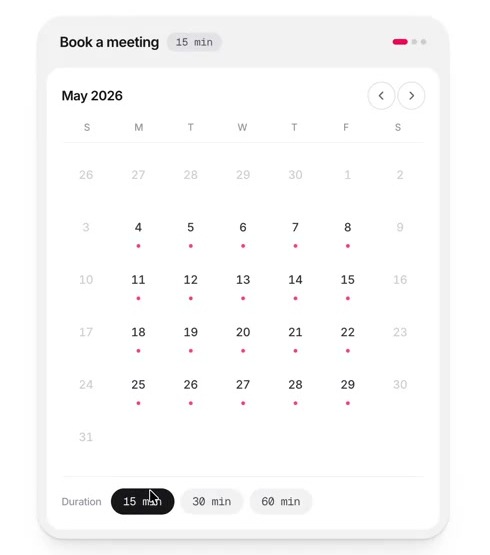 Book a meeting 15 min
May 2026
S M T W T F S
26 27 28 29 30 1 2
3 4 5 6 7 8 9
10 11 12 13 14 15 16
17 18 19 20 21 22 23
24 25 26 27 28 29 30
31
Duration 15 min 30 min 60 min